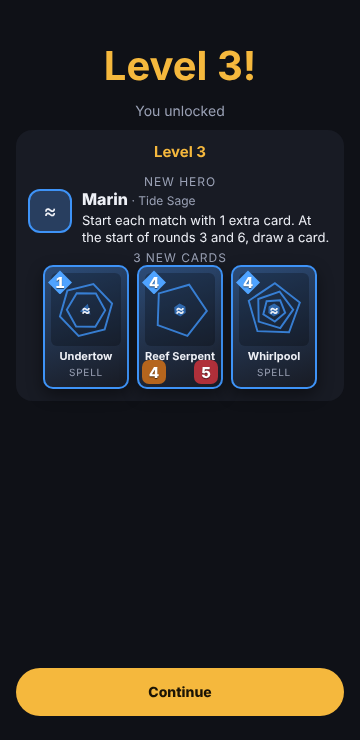 Level 3!
You unlocked
Level 3
NEW HERO
≈
Marin · Tide Sage
Start each match with 1 extra card. At
the start of rounds 3 and 6, draw a card.
3 NEW CARDS
1
≈
Undertow
SPELL
4
≈
Reef Serpent
4 5
4
≈
Whirlpool
SPELL
Continue